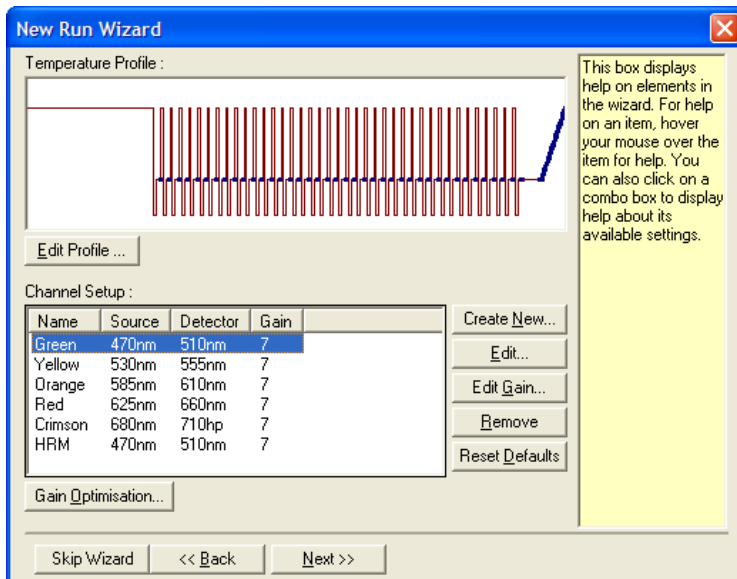 New Run Wizard
Temperature Profile :
Edit Profile ...
Channel Setup :
Name Source Detector Gain
Green 470nm 510nm 7
Yellow 530nm 555nm 7
Orange 585nm 610nm 7
Red 625nm 660nm 7
Crimson 680nm 710hp 7
HRM 470nm 510nm 7
Create New...
Edit...
Edit Gain...
Remove
Reset Defaults
Gain Optimisation...
This box displays
help on elements in
the wizard. For help
on an item, hover
your mouse over the
item for help. You
can also click on a
combo box to display
help about its
available settings.
Skip Wizard
<< Back
Next >>